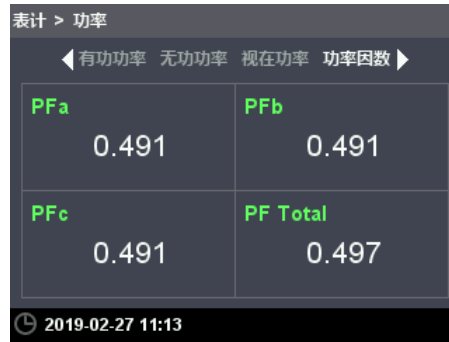 表计 > 功率
有功功率 无功功率 视在功率 功率因数
PFa PFb
0.491 0.491
PFc PF Total
0.491 0.497
2019-02-27 11:13